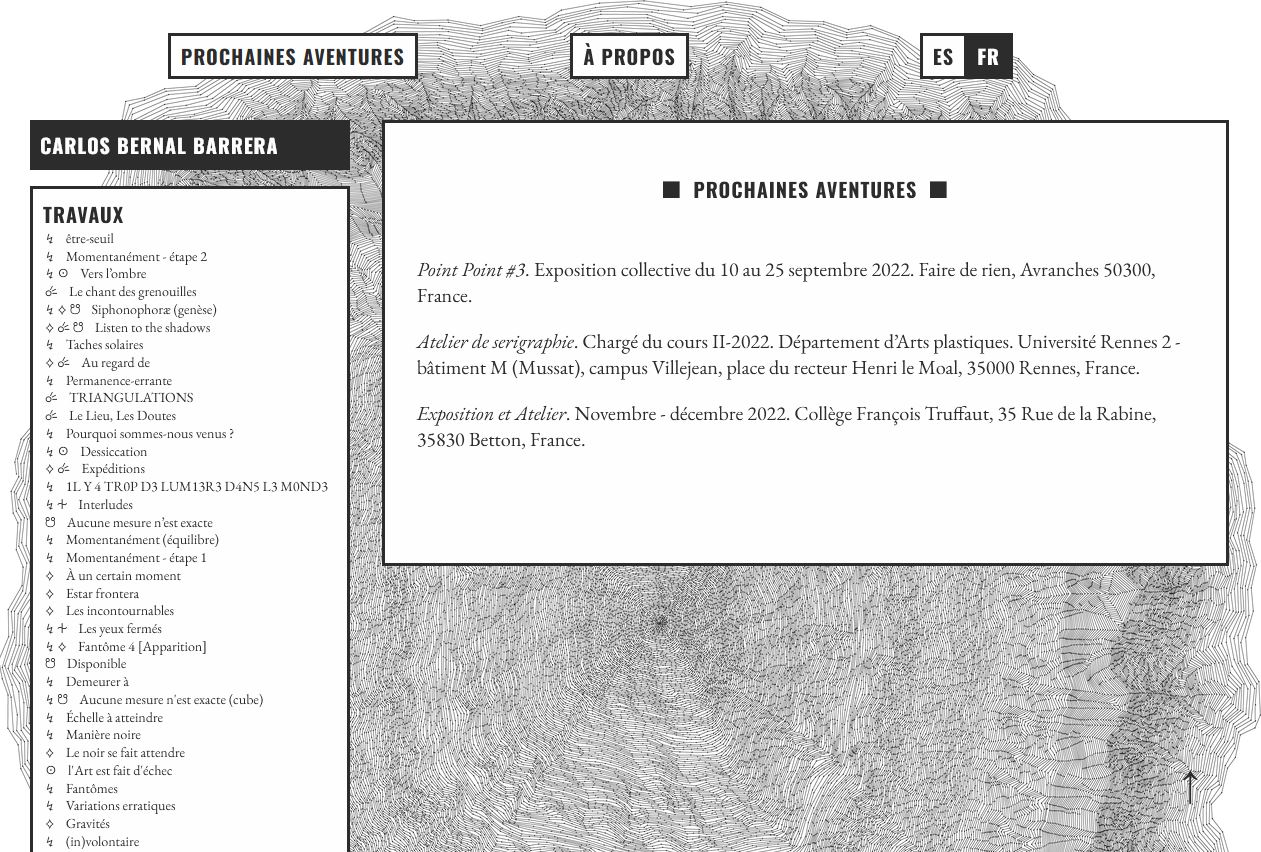 PROCHAINES AVENTURES
À PROPOS
ES FR
CARLOS BERNAL BARRERA
TRAVAUX
↯ être-seuil
↯ Momentanément - étape 2
↯ ⊙ Vers l’ombre
☌ Le chant des grenouilles
↯ ✧ ☋ Siphonophoræ (genèse)
✧ ☌ ☋ Listen to the shadows
↯ Taches solaires
✧ ☌ Au regard de
↯ Permanence-errante
☌ TRIANGULATIONS
☌ Le Lieu, Les Doutes
↯ Pourquoi sommes-nous venus ?
↯ ⊙ Dessiccation
✧ ☌ Expéditions
↯ 1L Y 4 TR0P D3 LUM13R3 D4N5 L3 M0ND3
↯ ∔ Interludes
☋ Aucune mesure n’est exacte
↯ Momentanément (équilibre)
↯ Momentanément - étape 1
✧ À un certain moment
✧ Estar frontera
✧ Les incontournables
↯ ∔ Les yeux fermés
↯ ✧ Fantôme 4 [Apparition]
☋ Disponible
↯ Demeurer à
↯ ☋ Aucune mesure n'est exacte (cube)
↯ Échelle à atteindre
↯ Manière noire
✧ Le noir se fait attendre
⊙ l'Art est fait d'échec
↯ Fantômes
↯ Variations erratiques
✧ Gravités
↯ (in)volontaire
■ PROCHAINES AVENTURES ■
Point Point #3. Exposition collective du 10 au 25 septembre 2022. Faire de rien, Avranches 50300,
France.
Atelier de serigraphie. Chargé du cours II-2022. Département d’Arts plastiques. Université Rennes 2 -
bâtiment M (Mussat), campus Villejean, place du recteur Henri le Moal, 35000 Rennes, France.
Exposition et Atelier. Novembre - décembre 2022. Collège François Truffaut, 35 Rue de la Rabine,
35830 Betton, France.
↑